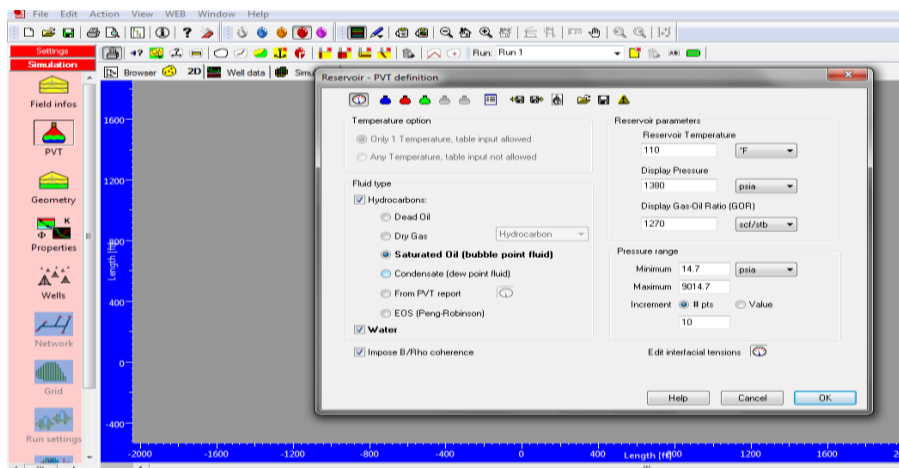 File Edit Action View WEB Window Help
Settings
Simulation
Run: Run 1
Browser 2D Well data
Reservoir - PVT definition
Field infos
PVT
Geometry
Properties
Wells
Network
Grid
Run settings
Temperature option
Only 1 Temperature, table input allowed
Any Temperature, table input not allowed
Fluid type
Hydrocarbons:
Dead Oil
Dry Gas Hydrocarbon
Saturated Oil (bubble point fluid)
Condensate (dew point fluid)
From PVT report
EOS (Peng-Robinson)
Water
Impose B/Rho coherence
Reservoir parameters
Reservoir Temperature
110 °F
Display Pressure
1380 psia
Display Gas-Oil Ratio (GOR)
1270 scf/stb
Pressure range
Minimum 14.7 psia
Maximum 9014.7
Increment # pts Value
10
Edit interfacial tensions
Help Cancel OK
1600
1200
800
400
0
-400
Length [ft]
-2000 -1600 -1200 -800 -400 0 400 800 1200 1600
Length [ft]